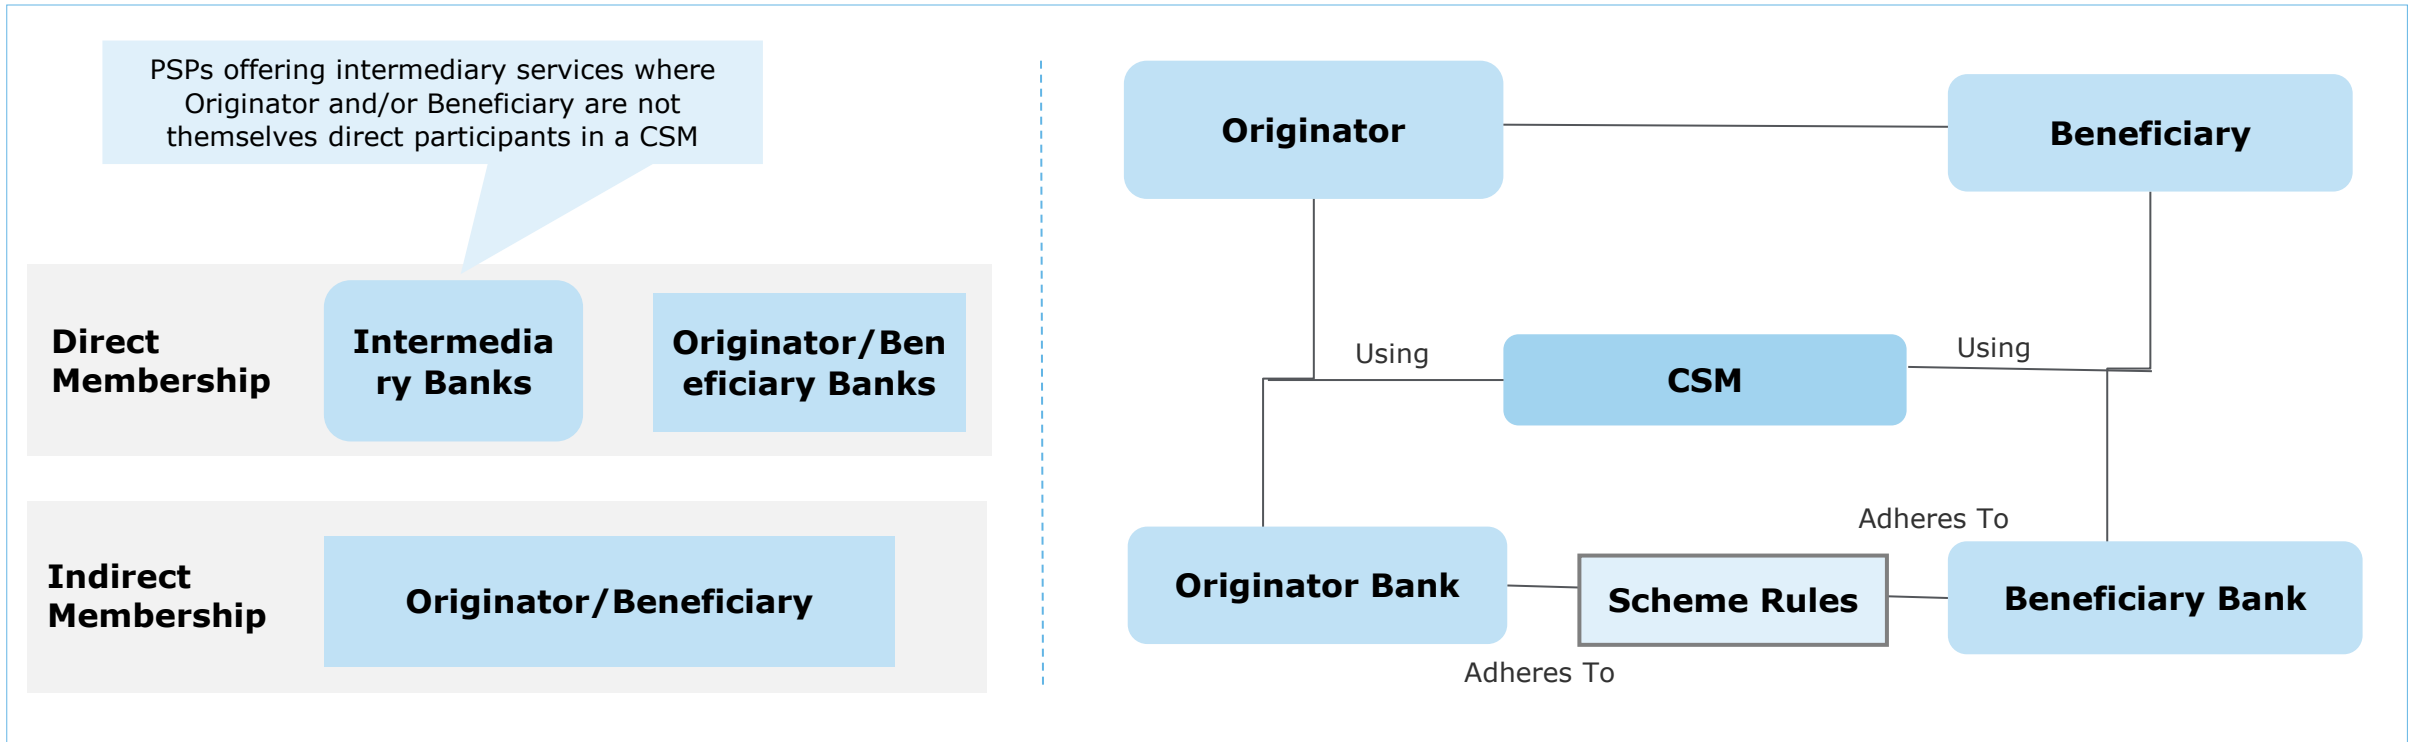 PSPs offering intermediary services where
Originator and/or Beneficiary are not
themselves direct participants in a CSM
Direct
Membership
Intermedia
ry Banks
Originator/Ben
eficiary Banks
Indirect
Membership
Originator/Beneficiary
Originator
Beneficiary
Using
CSM
Using
Adheres To
Originator Bank
Scheme Rules
Beneficiary Bank
Adheres To